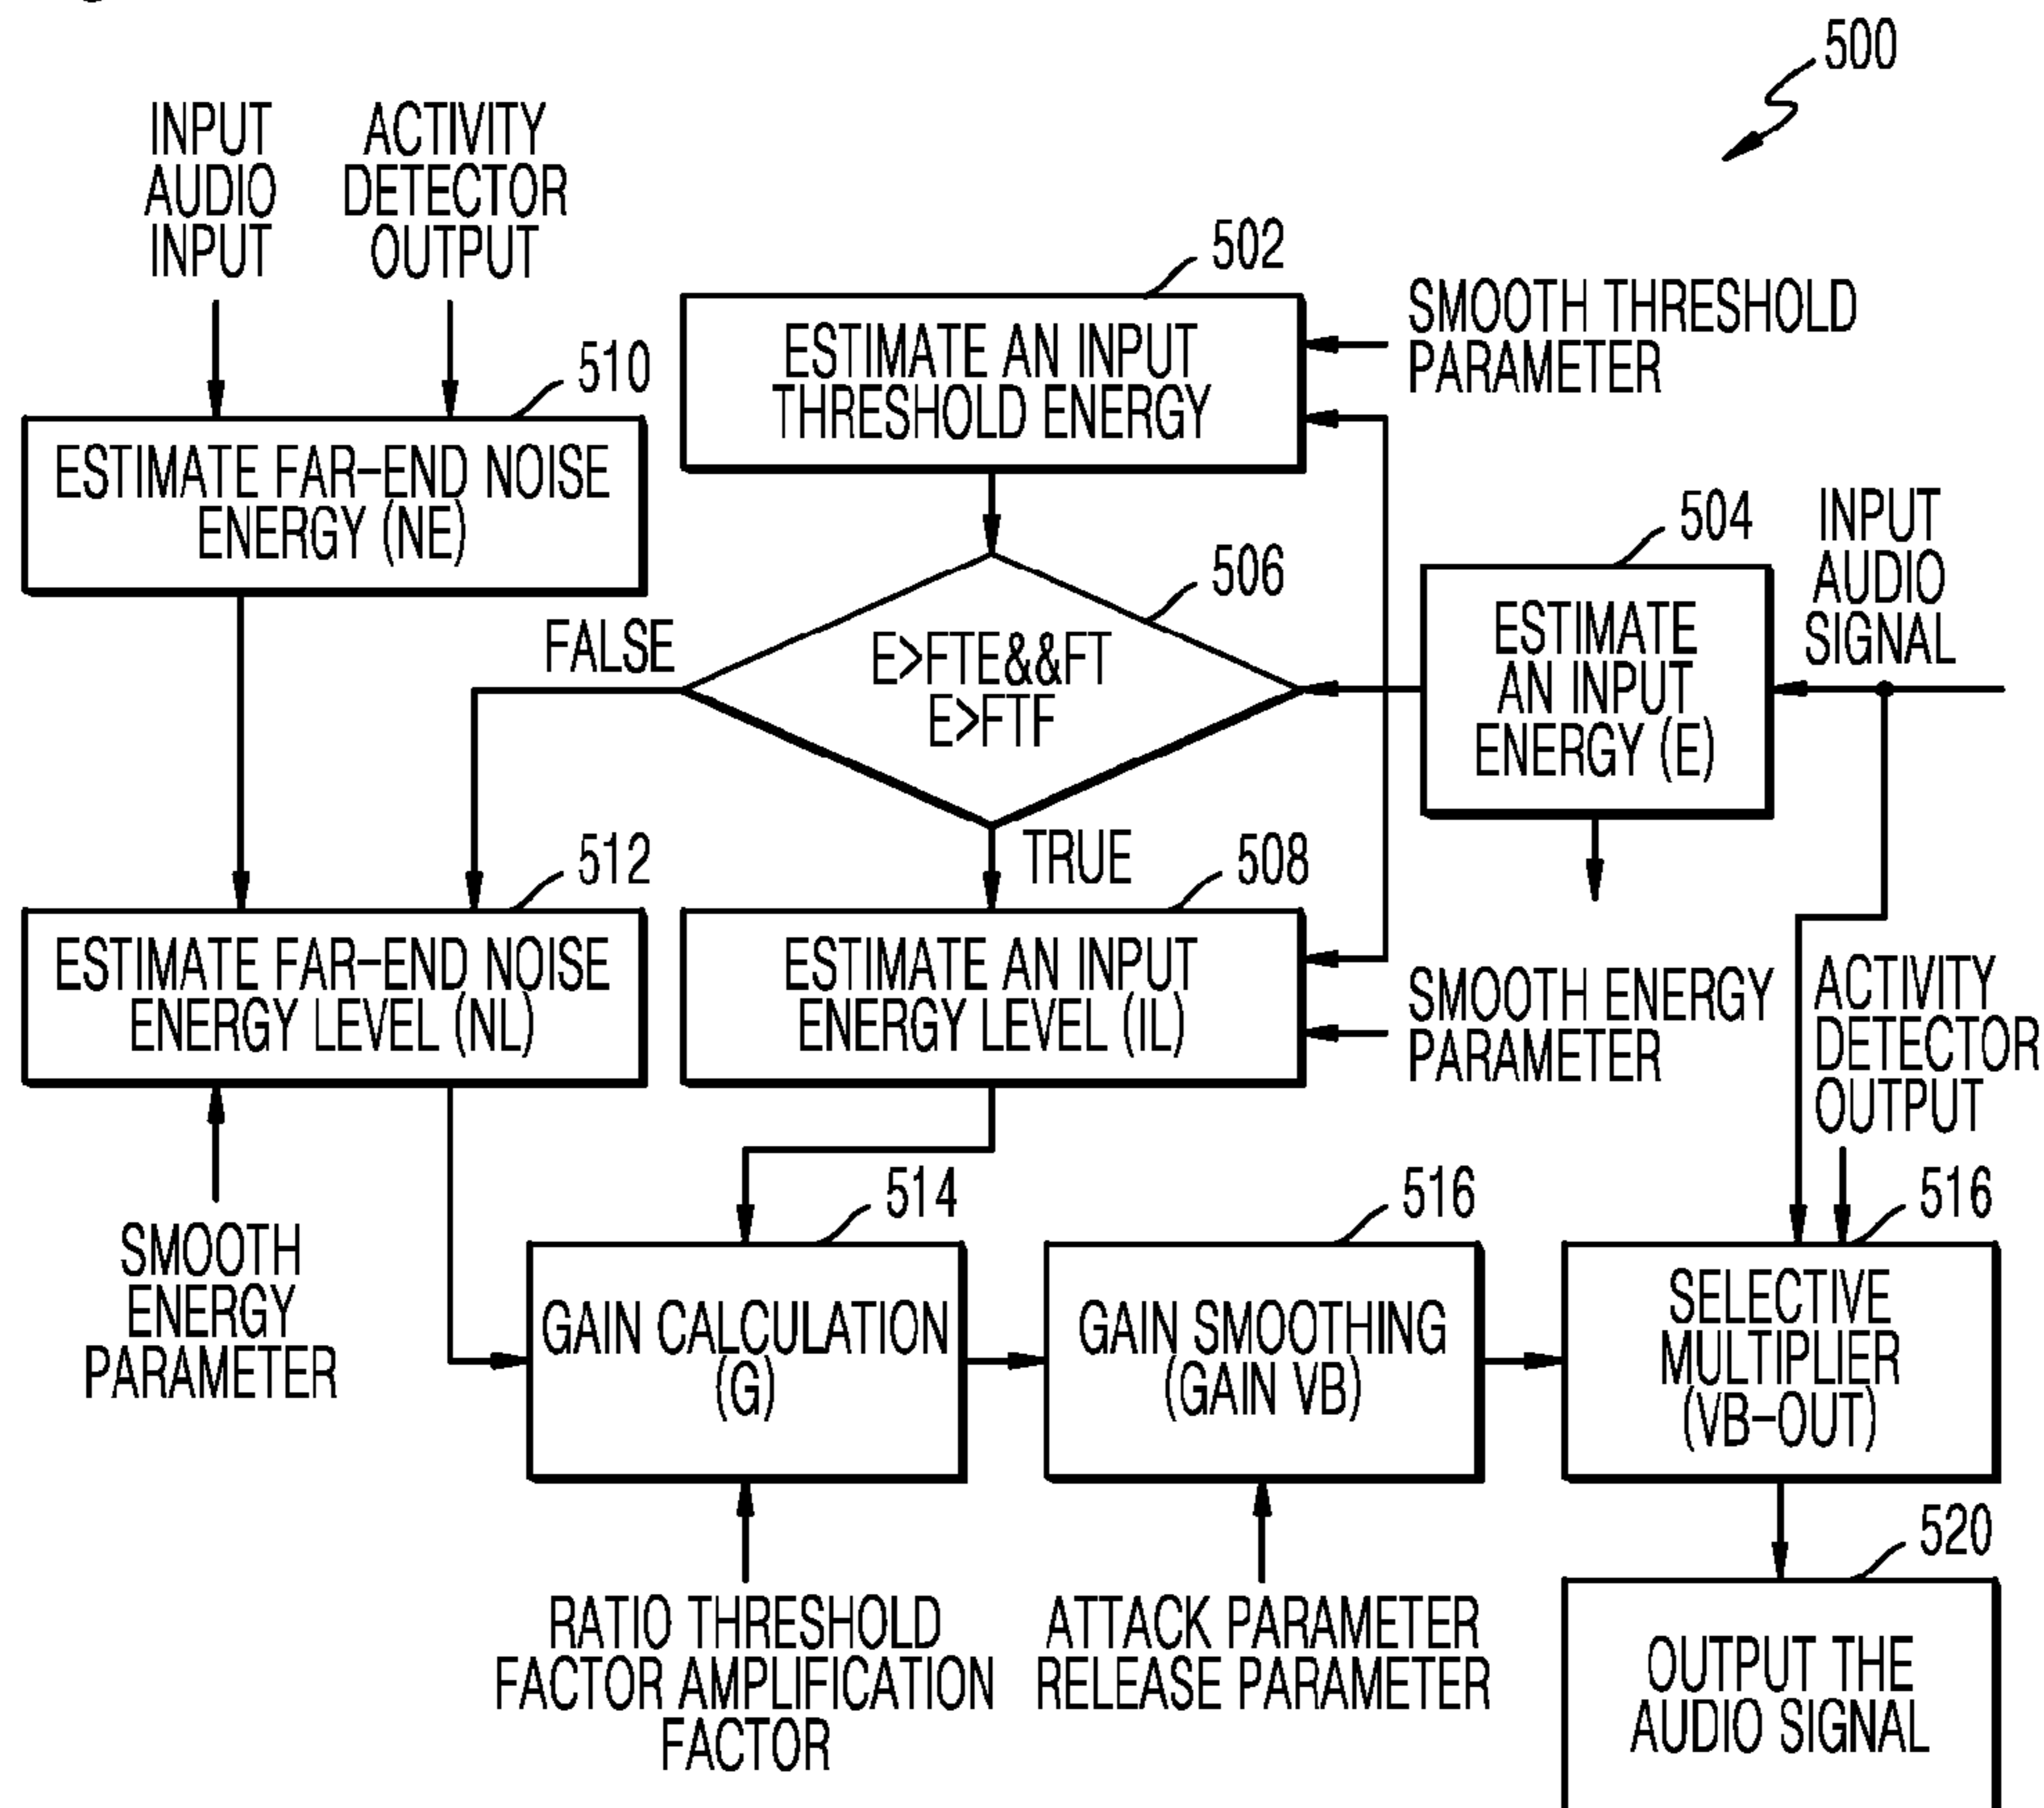 500
INPUT
AUDIO
INPUT
ACTIVITY
DETECTOR
OUTPUT
502
ESTIMATE AN INPUT
THRESHOLD ENERGY
SMOOTH THRESHOLD
PARAMETER
510
ESTIMATE FAR-END NOISE
ENERGY (NE)
504
ESTIMATE
AN INPUT
ENERGY (E)
INPUT
AUDIO
SIGNAL
506
E>FTE&&FT
E>FTF
FALSE
TRUE
512
ESTIMATE FAR-END NOISE
ENERGY LEVEL (NL)
508
ESTIMATE AN INPUT
ENERGY LEVEL (IL)
SMOOTH ENERGY
PARAMETER
ACTIVITY
DETECTOR
OUTPUT
SMOOTH
ENERGY
PARAMETER
514
GAIN CALCULATION
(G)
516
GAIN SMOOTHING
(GAIN VB)
516
SELECTIVE
MULTIPLIER
(VB-OUT)
RATIO THRESHOLD
FACTOR AMPLIFICATION
FACTOR
ATTACK PARAMETER
RELEASE PARAMETER
520
OUTPUT THE
AUDIO SIGNAL